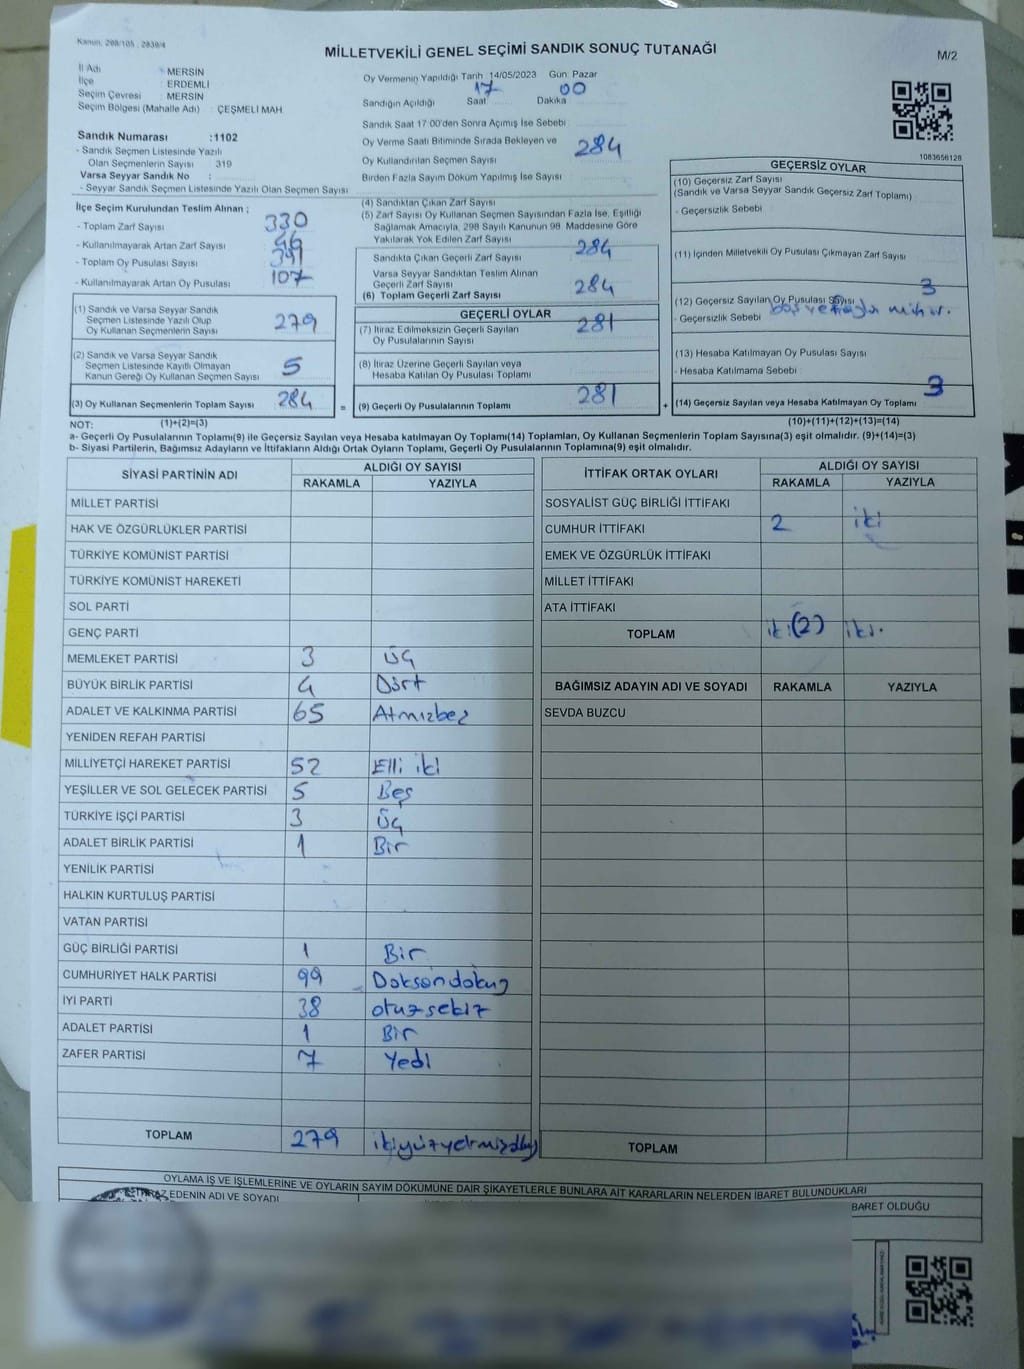 Kanun: 298/105 , 2839/4
MİLLETVEKİLİ GENEL SEÇİMİ SANDIK SONUÇ TUTANAĞI
M/2
İl Adı : MERSİN
İlçe : ERDEMLİ
Seçim Çevresi : MERSİN
Seçim Bölgesi (Mahalle Adı) : ÇEŞMELİ MAH.
Sandık Numarası :1102
- Sandık Seçmen Listesinde Yazılı
Olan Seçmenlerin Sayısı : 319
Varsa Seyyar Sandık No :
- Seyyar Sandık Seçmen Listesinde Yazılı Olan Seçmen Sayısı :
Oy Vermenin Yapıldığı Tarih :14/05/2023 Gün: Pazar
Sandığın Açıldığı Saat 17 Dakika 00
Sandık Saat 17:00'den Sonra Açımış İse Sebebi :
Oy Verme Saati Bitiminde Sırada Bekleyen ve
Oy Kullandırılan Seçmen Sayısı 284
Birden Fazla Sayım Döküm Yapılmış İse Sayısı
1083656128
İlçe Seçim Kurulundan Teslim Alınan :
- Toplam Zarf Sayısı 330
- Kullanılmayarak Artan Zarf Sayısı 46
- Toplam Oy Pusulası Sayısı 391
- Kullanılmayarak Artan Oy Pusulası 107
(1) Sandık ve Varsa Seyyar Sandık
Seçmen Listesinde Yazılı Olup
Oy Kullanan Seçmenlerin Sayısı 279
(2) Sandık ve Varsa Seyyar Sandık
Seçmen Listesinde Kayıtlı Olmayan
Kanun Gereği Oy Kullanan Seçmen Sayısı 5
(3) Oy Kullanan Seçmenlerin Toplam Sayısı 284 =
(4) Sandıktan Çıkan Zarf Sayısı
(5) Zarf Sayısı Oy Kullanan Seçmen Sayısından Fazla İse, Eşitliği
Sağlamak Amacıyla, 298 Sayılı Kanunun 98. Maddesine Göre
Yakılarak Yok Edilen Zarf Sayısı
Sandıkta Çıkan Geçerli Zarf Sayısı 284
Varsa Seyyar Sandıktan Teslim Alınan
Geçerli Zarf Sayısı
(6) Toplam Geçerli Zarf Sayısı 284
GEÇERLİ OYLAR
(7) İtiraz Edilmeksizin Geçerli Sayılan
Oy Pusulalarının Sayısı 281
(8) İtiraz Üzerine Geçerli Sayılan veya
Hesaba Katılan Oy Pusulası Toplamı
(9) Geçerli Oy Pusulalarının Toplamı 281 +
GEÇERSİZ OYLAR
(10) Geçersiz Zarf Sayısı
(Sandık ve Varsa Seyyar Sandık Geçersiz Zarf Toplamı)
- Geçersizlik Sebebi :
(11) İçinden Milletvekili Oy Pusulası Çıkmayan Zarf Sayısı
(12) Geçersiz Sayılan Oy Pusulası Sayısı 3
- Geçersizlik Sebebi :
(13) Hesaba Katılmayan Oy Pusulası Sayısı
- Hesaba Katılmama Sebebi :
(14) Geçersiz Sayılan veya Hesaba Katılmayan Oy Toplamı 3
NOT: (1)+(2)=(3) (10)+(11)+(12)+(13)=(14)
a- Geçerli Oy Pusulalarının Toplamı(9) ile Geçersiz Sayılan veya Hesaba katılmayan Oy Toplamı(14) Toplamları, Oy Kullanan Seçmenlerin Toplam Sayısına(3) eşit olmalıdır. (9)+(14)=(3)
b- Siyasi Partilerin, Bağımsız Adayların ve İttifakların Aldığı Ortak Oyların Toplamı, Geçerli Oy Pusulalarının Toplamına(9) eşit olmalıdır.
SİYASİ PARTİNİN ADI ALDIĞI OY SAYISI
RAKAMLA YAZIYLA
MİLLET PARTİSİ
HAK VE ÖZGÜRLÜKLER PARTİSİ
TÜRKİYE KOMÜNİST PARTİSİ
TÜRKİYE KOMÜNİST HAREKETİ
SOL PARTİ
GENÇ PARTİ
MEMLEKET PARTİSİ 3 Üç
BÜYÜK BİRLİK PARTİSİ 4 Dört
ADALET VE KALKINMA PARTİSİ 65 Atmızbeş
YENİDEN REFAH PARTİSİ
MİLLİYETÇİ HAREKET PARTİSİ 52 Elli iki
YEŞİLLER VE SOL GELECEK PARTİSİ 5 Beş
TÜRKİYE İŞÇİ PARTİSİ 3 Üç
ADALET BİRLİK PARTİSİ 1 Bir
YENİLİK PARTİSİ
HALKIN KURTULUŞ PARTİSİ
VATAN PARTİSİ
GÜÇ BİRLİĞİ PARTİSİ 1 Bir
CUMHURİYET HALK PARTİSİ 99 Doksandokuz
İYİ PARTİ 38 otuzsekiz
ADALET PARTİSİ 1 Bir
ZAFER PARTİSİ 7 Yedi
TOPLAM 279
İTTİFAK ORTAK OYLARI ALDIĞI OY SAYISI
RAKAMLA YAZIYLA
SOSYALİST GÜÇ BİRLİĞİ İTTİFAKI
CUMHUR İTTİFAKI 2 iki
EMEK VE ÖZGÜRLÜK İTTİFAKI
MİLLET İTTİFAKI
ATA İTTİFAKI
TOPLAM iki(2) iki.
BAĞIMSIZ ADAYIN ADI VE SOYADI RAKAMLA YAZIYLA
SEVDA BUZCU
TOPLAM
OYLAMA İŞ VE İŞLEMLERİNE VE OYLARIN SAYIM DÖKÜMÜNE DAİR ŞİKAYETLERLE BUNLARA AİT KARARLARIN NELERDEN İBARET BULUNDUKLARI
EDENİN ADI VE SOYADI
BARET OLDUĞU